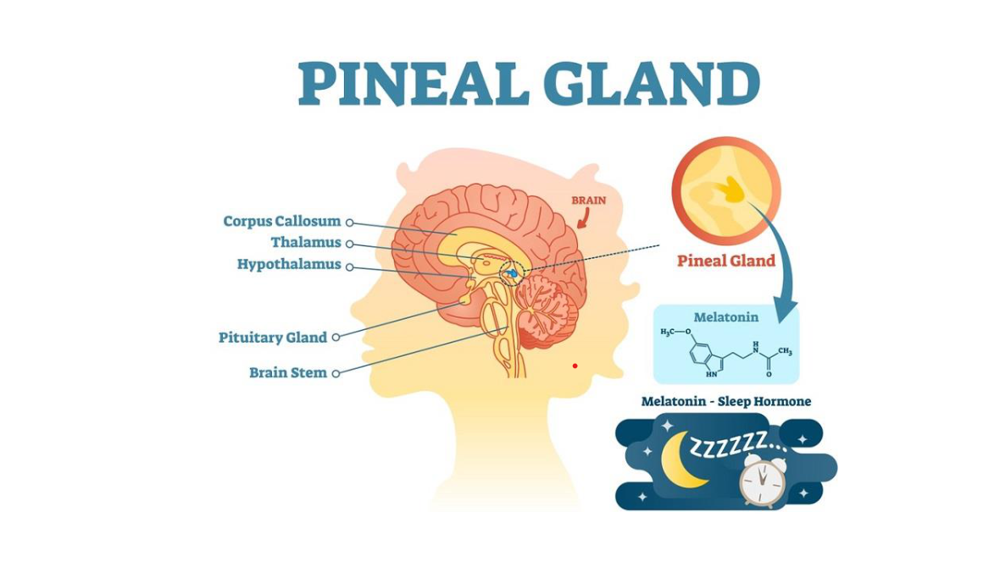 PINEAL GLAND
BRAIN
Corpus Callosum
Thalamus
Hypothalamus
Pituitary Gland
Brain Stem
Pineal Gland
Melatonin
H₃C
O
H
N
CH₃
HN
O
Melatonin - Sleep Hormone
ZZZZZZ...